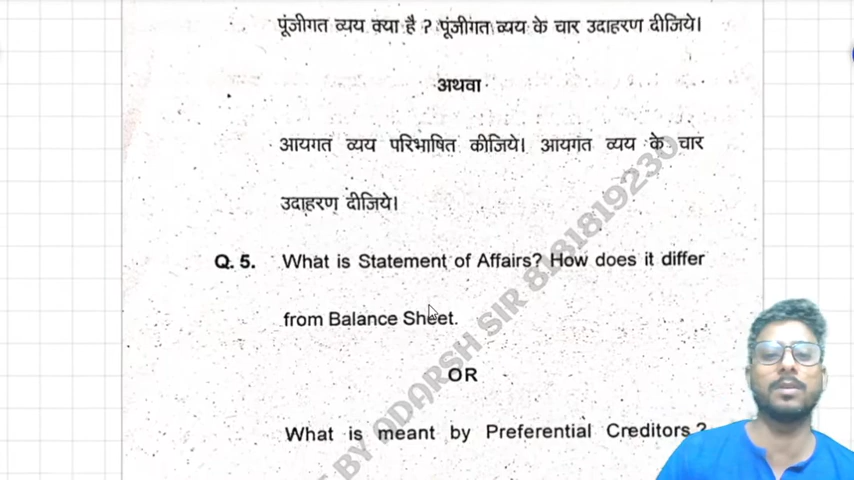 पूंजीगत व्यय क्या है ? पूंजीगत व्यय के चार उदाहरण दीजिये।
अथवा
आयगत व्यय परिभाषित कीजिये। आयगत व्यय के चार
उदाहरण दीजिये।
Q. 5. What is Statement of Affairs? How does it differ
from Balance Sheet.
OR
What is meant by Preferential Creditors ?
BY ADARSH SIR 8181819230